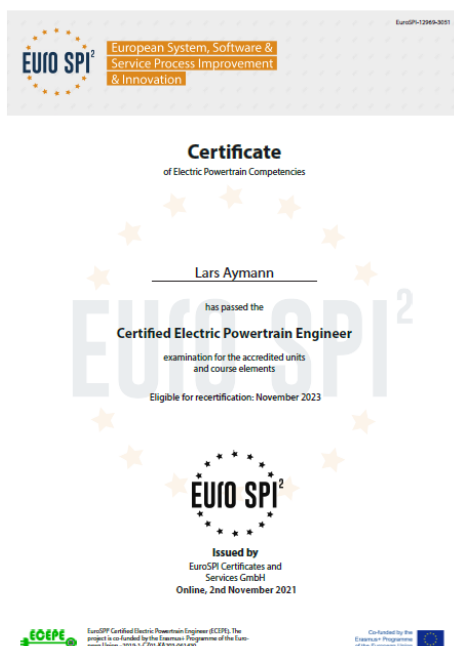 EuroSPI-12969-3051
EURO SPI²
European System, Software &
Service Process Improvement
& Innovation
Certificate
of Electric Powertrain Competencies
Lars Aymann
has passed the
Certified Electric Powertrain Engineer
examination for the accredited units
and course elements
Eligible for recertification: November 2023
EURO SPI²
EURO SPI²
Issued by
EuroSPI Certificates and
Services GmbH
Online, 2nd November 2021
ECEPE
EuroSPI² Certified Electric Powertrain Engineer (ECEPE). The
project is co-funded by the Erasmus+ Programme of the Euro-
Co-funded by the
Erasmus+ Programme
of the European Union